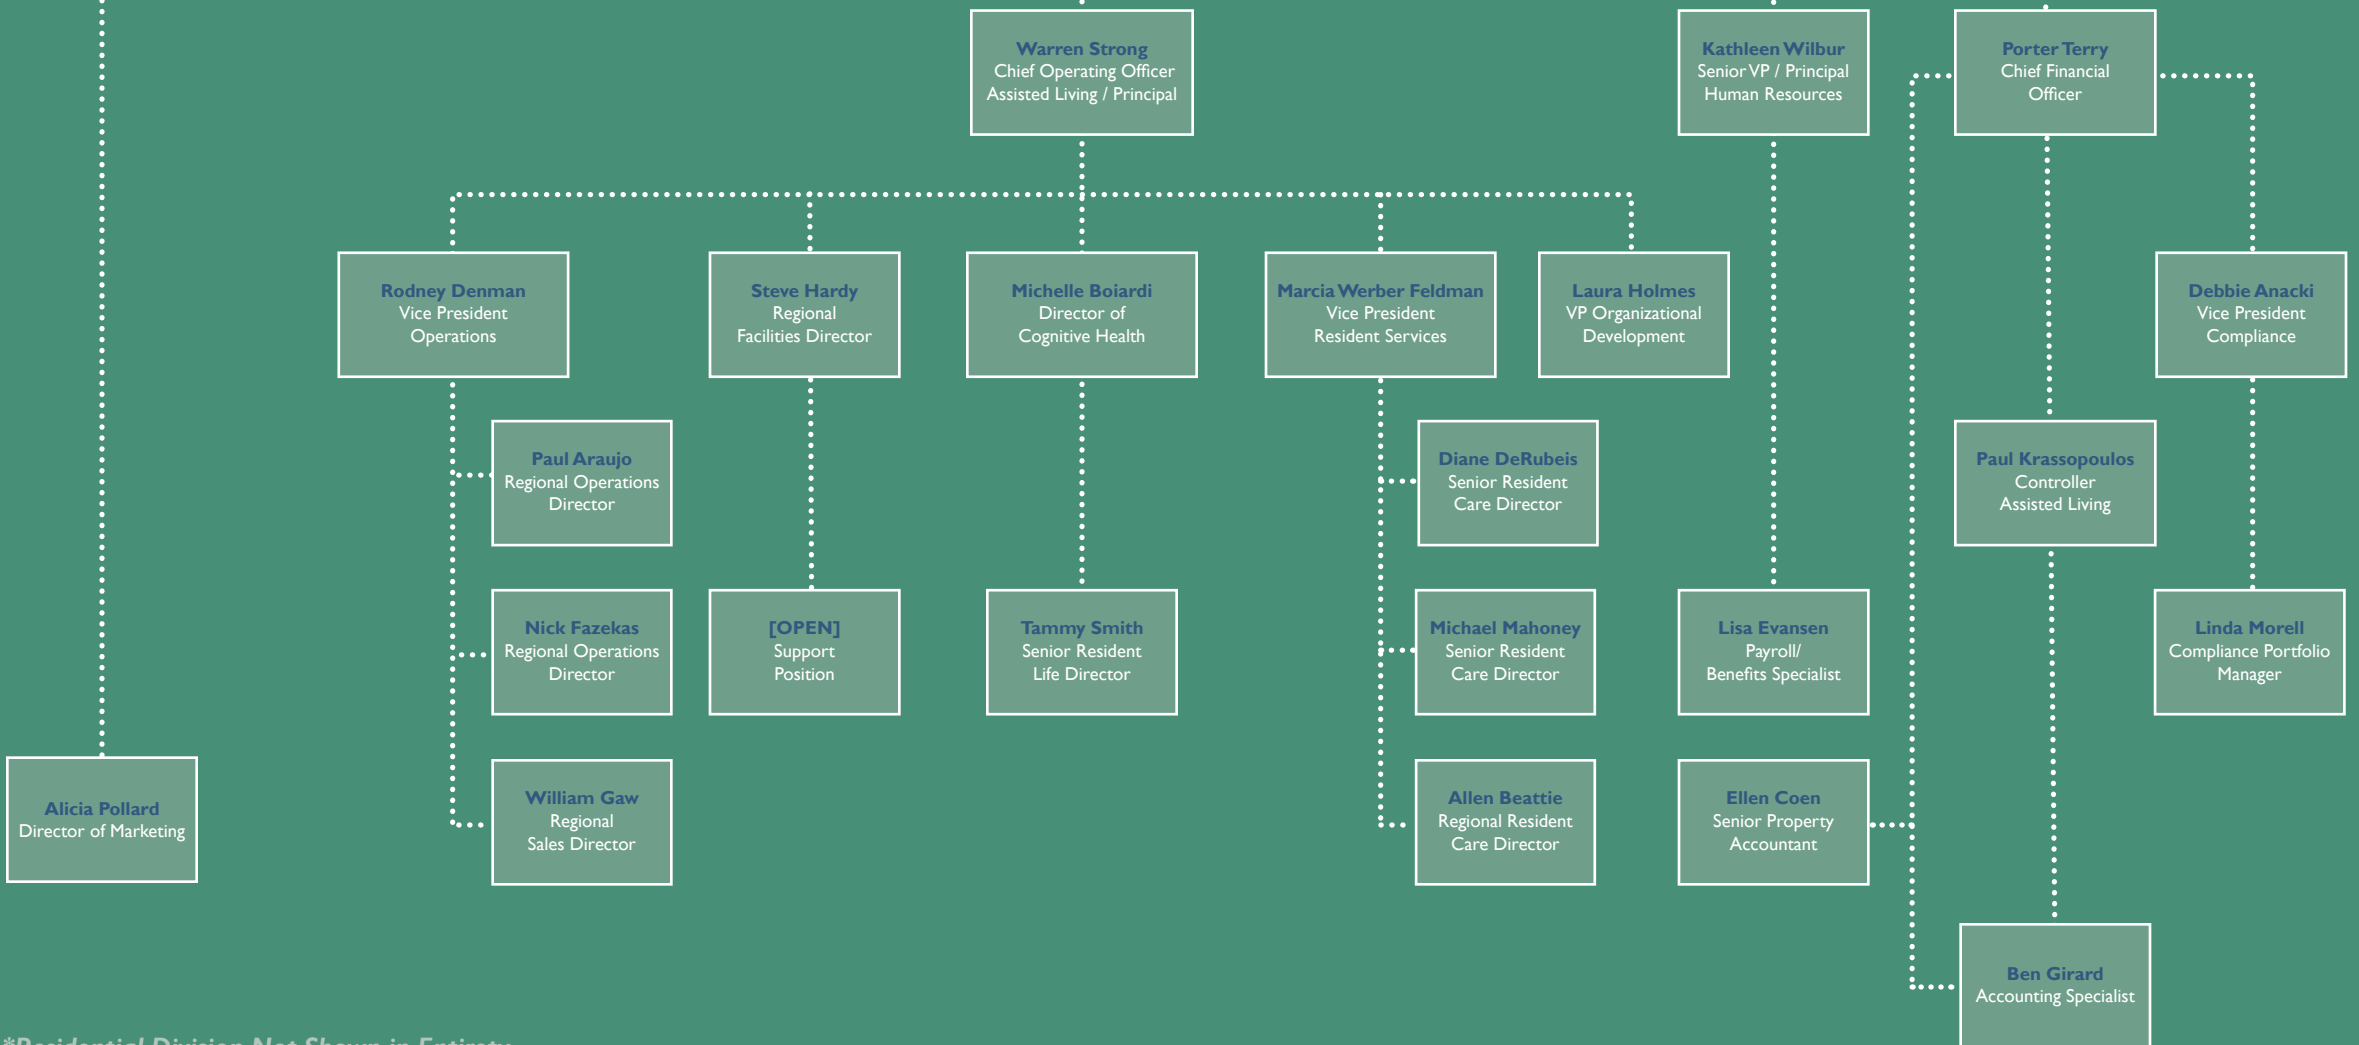 Warren Strong
Chief Operating Officer
Assisted Living / Principal
Kathleen Wilbur
Senior VP / Principal
Human Resources
Porter Terry
Chief Financial
Officer
Rodney Denman
Vice President
Operations
Steve Hardy
Regional
Facilities Director
Michelle Boiardi
Director of
Cognitive Health
Marcia Werber Feldman
Vice President
Resident Services
Laura Holmes
VP Organizational
Development
Debbie Anacki
Vice President
Compliance
Paul Araujo
Regional Operations
Director
Diane DeRubeis
Senior Resident
Care Director
Paul Krassopoulos
Controller
Assisted Living
Nick Fazekas
Regional Operations
Director
[OPEN]
Support
Position
Tammy Smith
Senior Resident
Life Director
Michael Mahoney
Senior Resident
Care Director
Lisa Evansen
Payroll/
Benefits Specialist
Linda Morell
Compliance Portfolio
Manager
Alicia Pollard
Director of Marketing
William Gaw
Regional
Sales Director
Allen Beattie
Regional Resident
Care Director
Ellen Coen
Senior Property
Accountant
Ben Girard
Accounting Specialist
*Residential Division Not Shown in Entirety